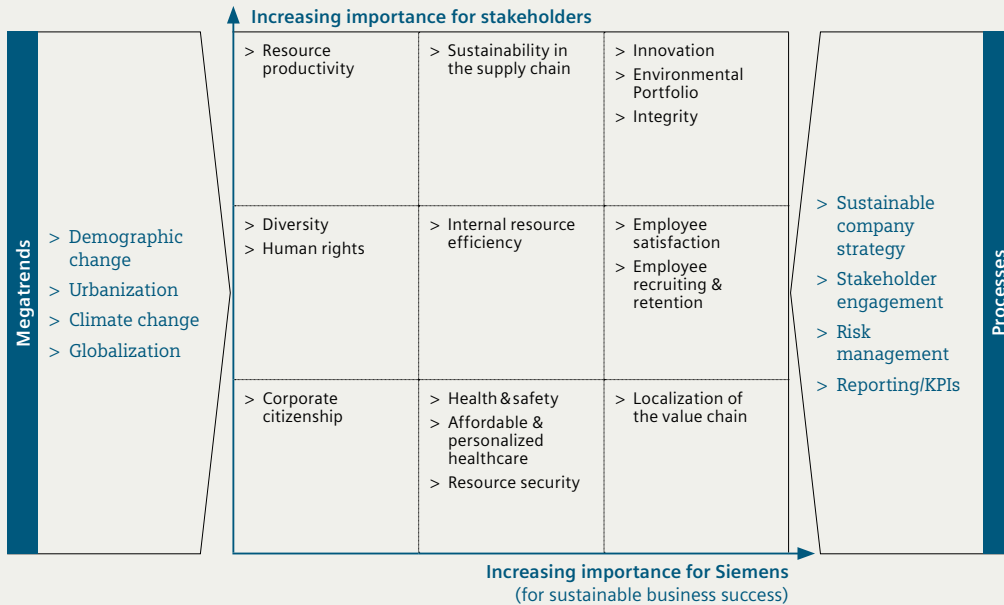 Increasing importance for stakeholders
Megatrends
> Demographic
change
> Urbanization
> Climate change
> Globalization
> Resource
productivity
> Sustainability in
the supply chain
> Innovation
> Environmental
Portfolio
> Integrity
> Diversity
> Human rights
> Internal resource
efficiency
> Employee
satisfaction
> Employee
recruiting &
retention
> Corporate
citizenship
> Health & safety
> Affordable &
personalized
healthcare
> Resource security
> Localization of
the value chain
> Sustainable
company
strategy
> Stakeholder
engagement
> Risk
management
> Reporting/KPIs
Processes
Increasing importance for Siemens
(for sustainable business success)